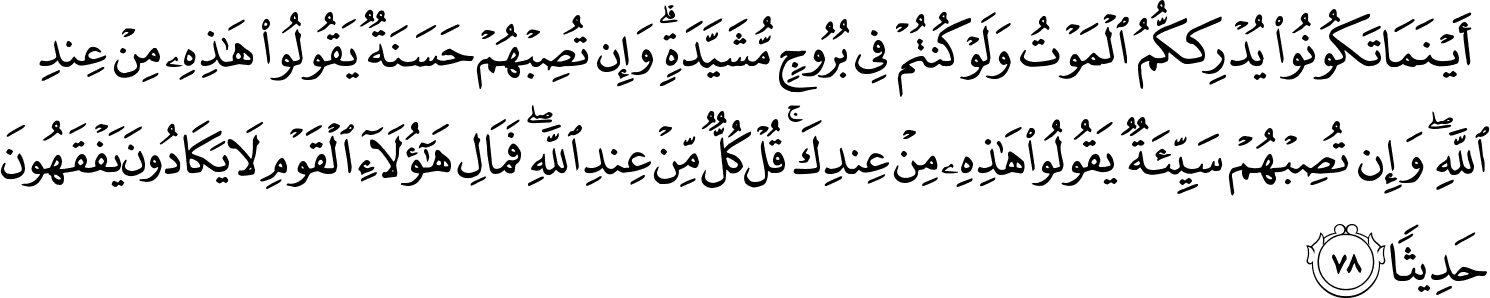 أَيْنَمَا تَكُونُوا۟ يُدْرِككُّمُ ٱلْمَوْتُ وَلَوْ كُنتُمْ فِى بُرُوجٍ مُّشَيَّدَةٍۗ وَإِن تُصِبْهُمْ حَسَنَةٌ يَقُولُوا۟ هَٰذِهِۦ مِنْ عِندِ
ٱللَّهِۖ وَإِن تُصِبْهُمْ سَيِّئَةٌ يَقُولُوا۟ هَٰذِهِۦ مِنْ عِندِكَۚ قُلْ كُلٌّ مِّنْ عِندِ ٱللَّهِۖ فَمَالِ هَٰٓؤُلَآءِ ٱلْقَوْمِ لَا يَكَادُونَ يَفْقَهُونَ
حَدِيثًا ٧٨